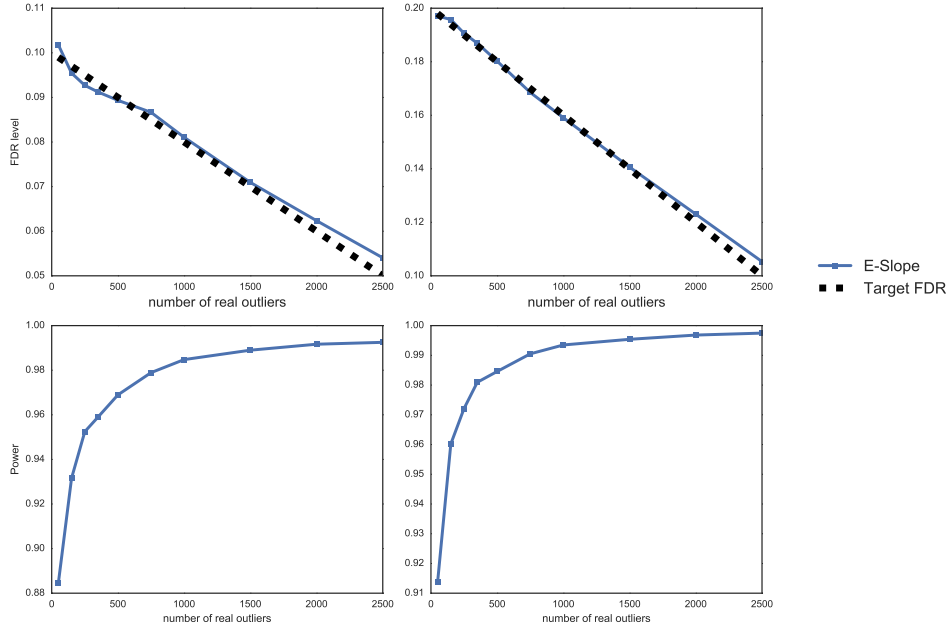 0.11
0.10
0.09
0.08
0.07
0.06
0.05
FDR level
0 500 1000 1500 2000 2500
number of real outliers
0.20
0.18
0.16
0.14
0.12
0.10
0 500 1000 1500 2000 2500
number of real outliers
E-Slope
Target FDR
1.00
0.98
0.96
0.94
0.92
0.90
0.88
Power
0 500 1000 1500 2000 2500
number of real outliers
1.00
0.99
0.98
0.97
0.96
0.95
0.94
0.93
0.92
0.91
0 500 1000 1500 2000 2500
number of real outliers